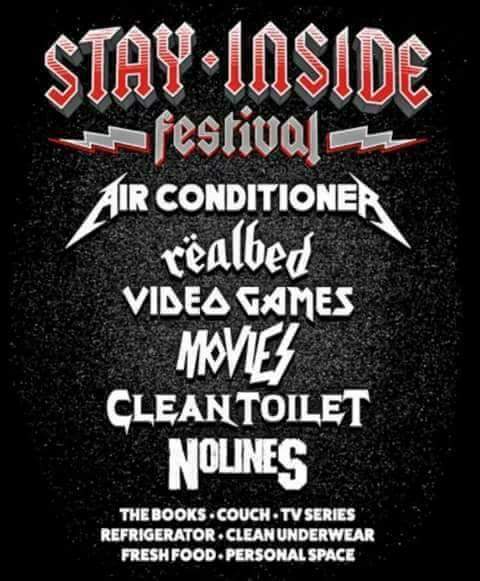 STAY · INSIDE
festival
AIR CONDITIONER
rëalbed
VIDEO GAMES
MOVIES
CLEAN TOILET
NOLINES
THE BOOKS · COUCH · TV SERIES
REFRIGERATOR · CLEAN UNDERWEAR
FRESH FOOD · PERSONAL SPACE